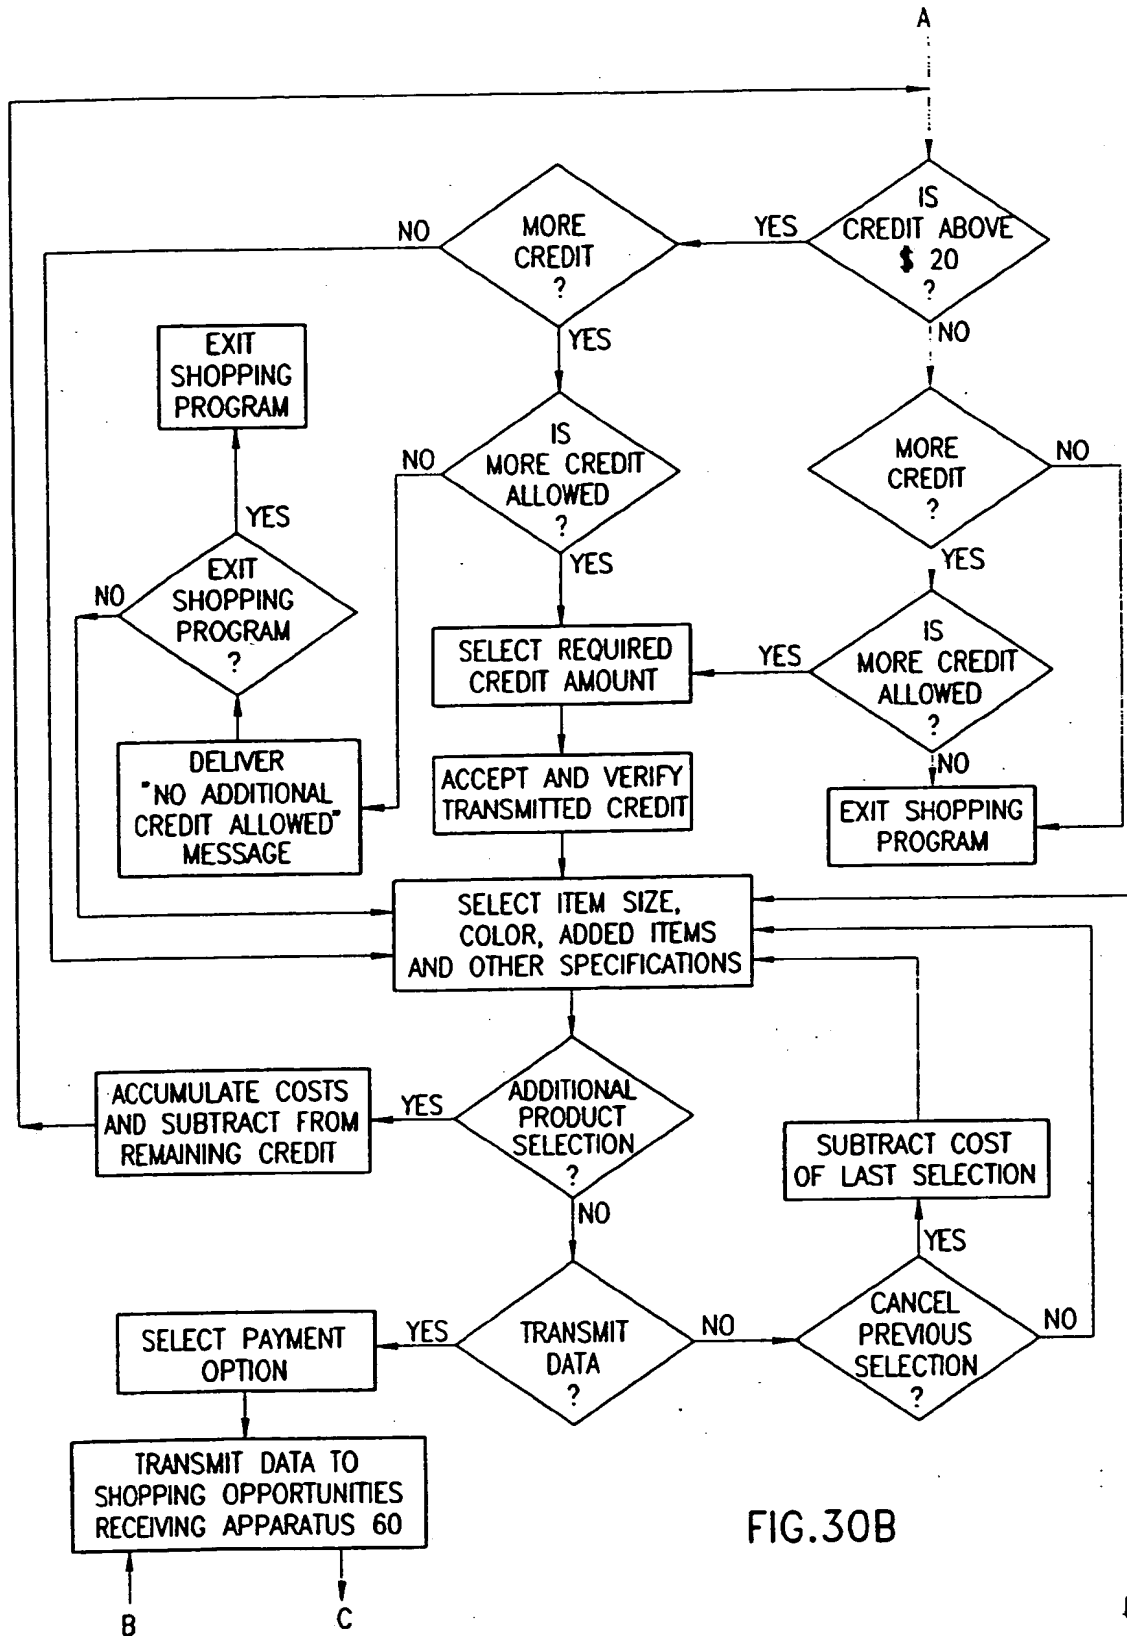 A
IS
CREDIT ABOVE
$ 20
?
YES
NO
MORE
CREDIT
?
NO
YES
EXIT
SHOPPING
PROGRAM
IS
MORE CREDIT
ALLOWED
?
NO
YES
MORE
CREDIT
?
NO
YES
YES
EXIT
SHOPPING
PROGRAM
?
NO
SELECT REQUIRED
CREDIT AMOUNT
YES
IS
MORE CREDIT
ALLOWED
?
NO
DELIVER
"NO ADDITIONAL
CREDIT ALLOWED"
MESSAGE
ACCEPT AND VERIFY
TRANSMITTED CREDIT
EXIT SHOPPING
PROGRAM
SELECT ITEM SIZE,
COLOR, ADDED ITEMS
AND OTHER SPECIFICATIONS
ACCUMULATE COSTS
AND SUBTRACT FROM
REMAINING CREDIT
YES
ADDITIONAL
PRODUCT
SELECTION
?
NO
SUBTRACT COST
OF LAST SELECTION
YES
SELECT PAYMENT
OPTION
YES
TRANSMIT
DATA
?
NO
CANCEL
PREVIOUS
SELECTION
?
NO
TRANSMIT DATA TO
SHOPPING OPPORTUNITIES
RECEIVING APPARATUS 60
B
C
FIG.30B